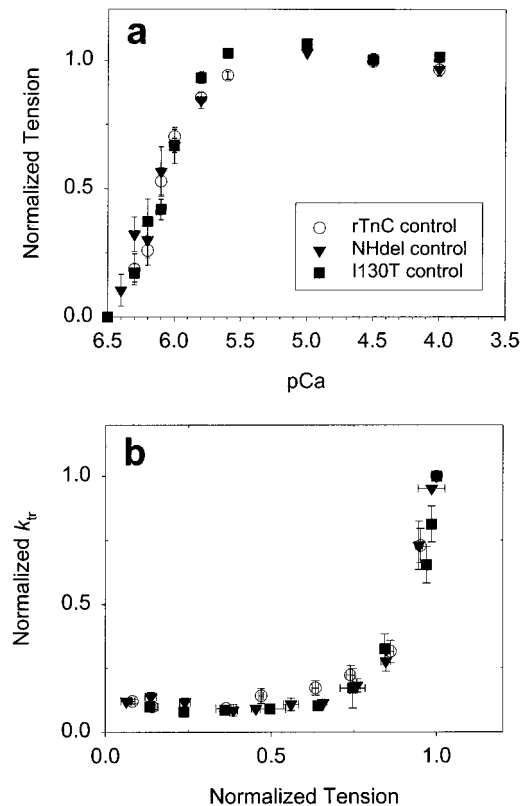 a
Normalized Tension
1.0
0.5
0.0
rTnC control
NHdel control
I130T control
6.5 6.0 5.5 5.0 4.5 4.0 3.5
pCa
b
Normalized ktr
1.0
0.5
0.0
0.0 0.5 1.0
Normalized Tension